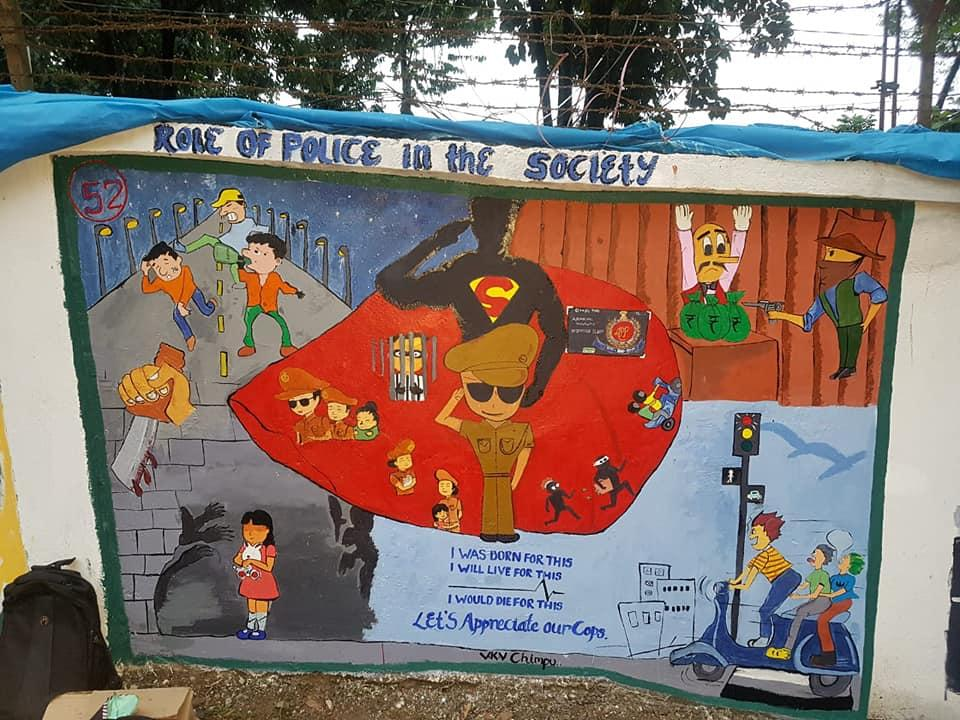 ROLE OF POLICE in thE SOCIETY
52
S
APP
₹ ₹ ₹
I WAS BORN FOR THIS
I WILL LIVE FOR THIS
I WOULD DIE FOR THIS
LET'S Appreciate our Cops.
VKV Chimpu..